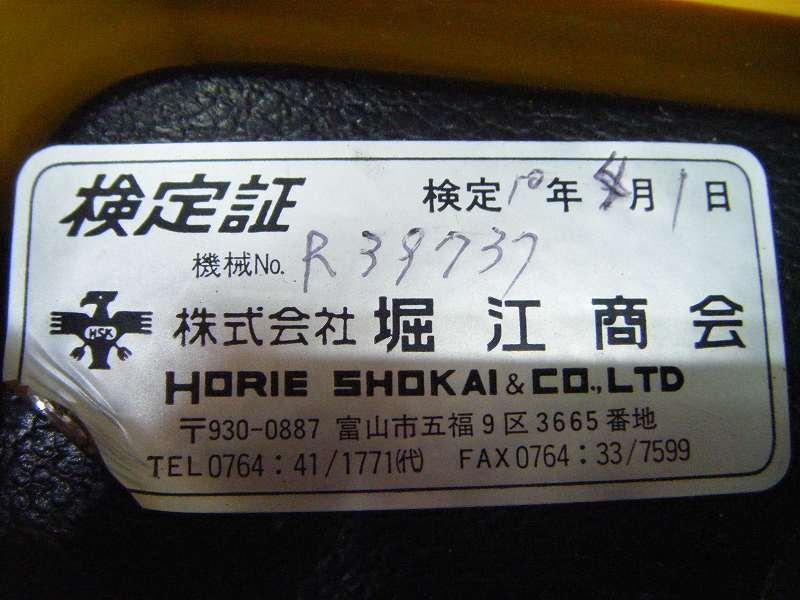 検定証 検定10年4月1日
機械No. R39737
HSK 株式会社 堀江商会
HORIE SHOKAI & CO., LTD
〒930-0887 富山市五福9区3665番地
TEL0764:41/1771㈹ FAX0764:33/7599